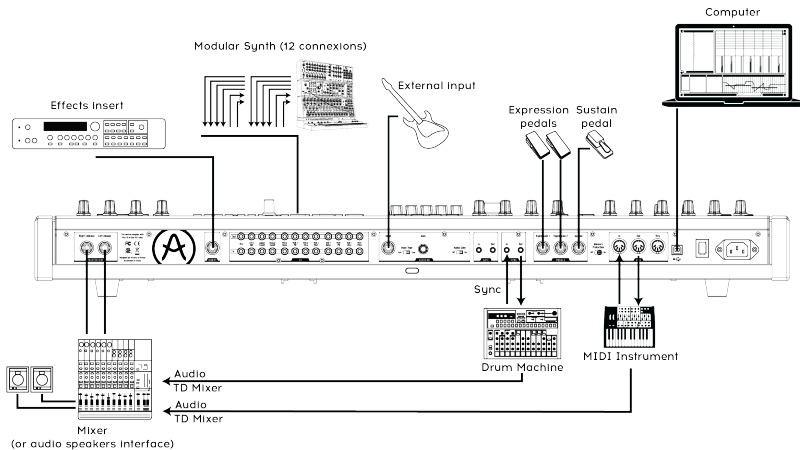 Computer
Modular Synth (12 connexions)
External input
Effects insert
Expression
pedals
Sustain
pedal
Sync
Drum Machine
MIDI Instrument
Audio
TD Mixer
Audio
TD Mixer
Mixer
(or audio speakers interface)